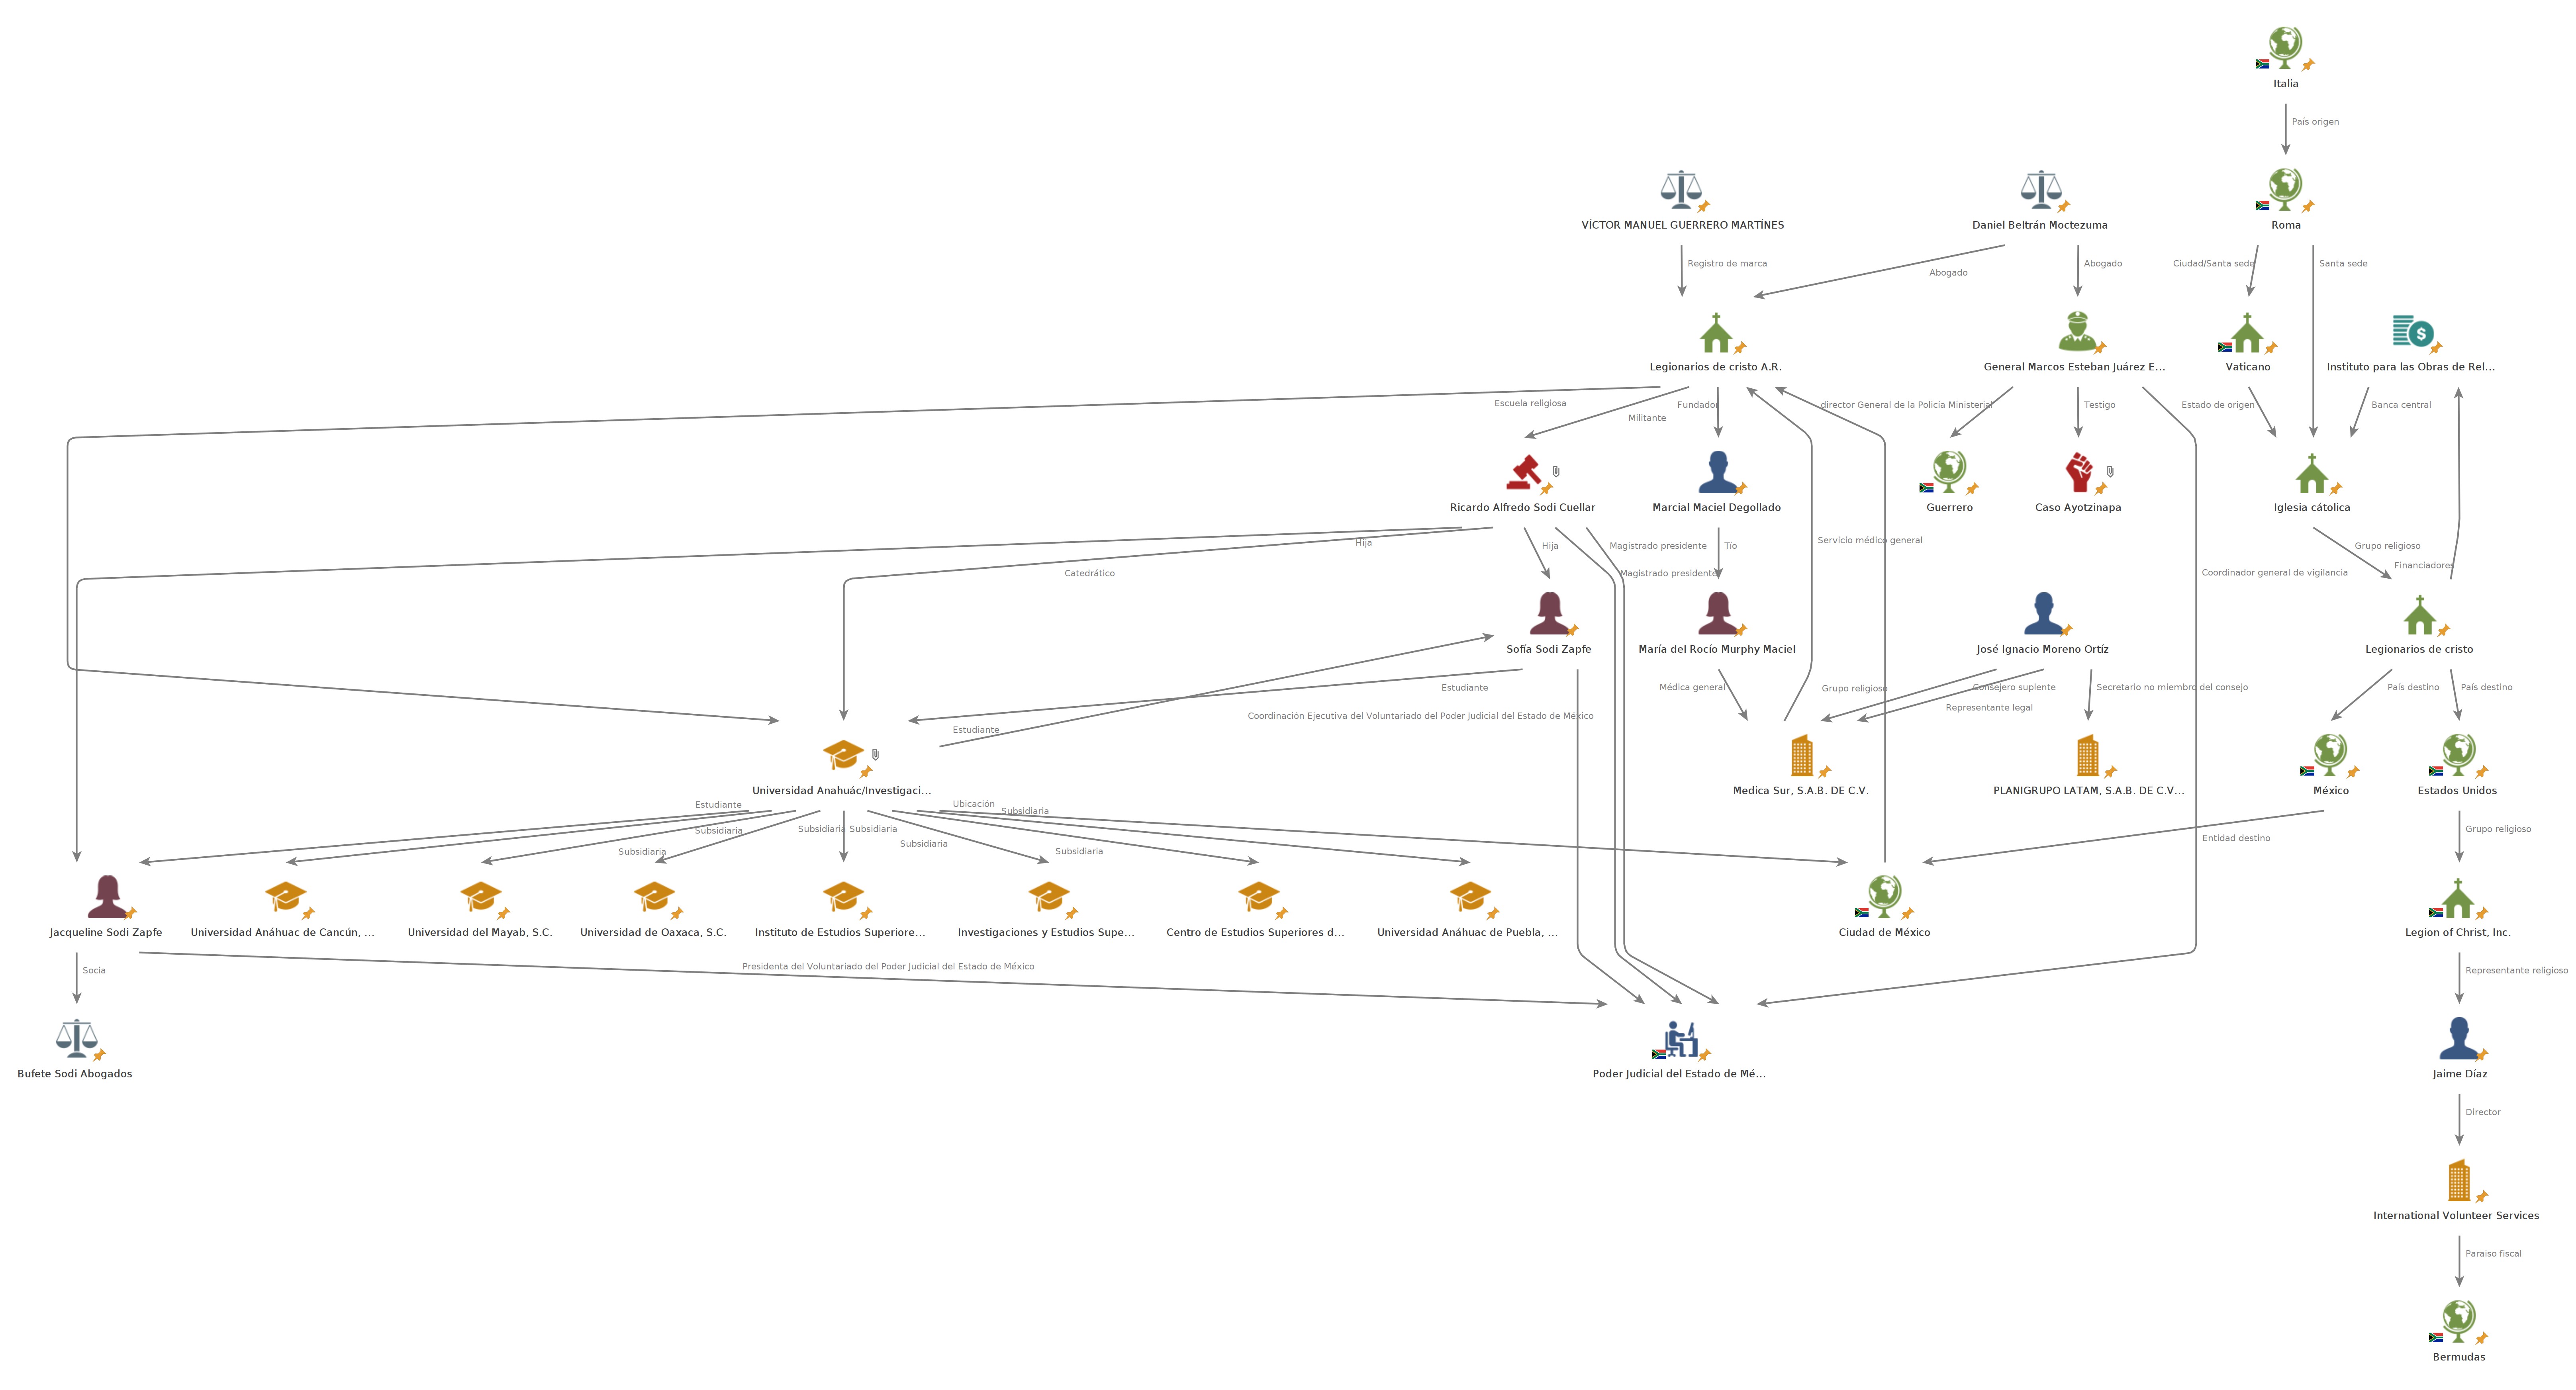 Italia
País origen
VÍCTOR MANUEL GUERRERO MARTÍNES
Daniel Beltrán Moctezuma
Roma
Registro de marca
Abogado
Abogado
Ciudad/Santa sede
Santa sede
Legionarios de cristo A.R.
General Marcos Esteban Juárez E...
Vaticano
Instituto para las Obras de Rel...
Escuela religiosa
Militante
Fundador
director General de la Policía Ministerial
Testigo
Estado de origen
Banca central
Ricardo Alfredo Sodi Cuellar
Marcial Maciel Degollado
Guerrero
Caso Ayotzinapa
Iglesia cátolica
Hija
Catedrático
Hija
Magistrado presidente
Magistrado presidente
Tío
Servicio médico general
Coordinador general de vigilancia
Grupo religioso
Financiadores
Sofía Sodi Zapfe
María del Rocío Murphy Maciel
José Ignacio Moreno Ortíz
Legionarios de cristo
Estudiante
Médica general
Grupo religioso
Consejero suplente
Representante legal
Secretario no miembro del consejo
País destino
País destino
Coordinación Ejecutiva del Voluntariado del Poder Judicial del Estado de México
Estudiante
Universidad Anahuác/Investigaci...
Medica Sur, S.A.B. DE C.V.
PLANIGRUPO LATAM, S.A.B. DE C.V...
México
Estados Unidos
Estudiante
Subsidiaria
Subsidiaria
Subsidiaria
Subsidiaria
Subsidiaria
Subsidiaria
Ubicación
Subsidiaria
Entidad destino
Grupo religioso
Jacqueline Sodi Zapfe
Universidad Anáhuac de Cancún, ...
Universidad del Mayab, S.C.
Universidad de Oaxaca, S.C.
Instituto de Estudios Superiore...
Investigaciones y Estudios Supe...
Centro de Estudios Superiores d...
Universidad Anáhuac de Puebla, ...
Ciudad de México
Legion of Christ, Inc.
Socia
Presidenta del Voluntariado del Poder Judicial del Estado de México
Representante religioso
Bufete Sodi Abogados
Poder Judicial del Estado de Mé...
Jaime Díaz
Director
International Volunteer Services
Paraiso fiscal
Bermudas